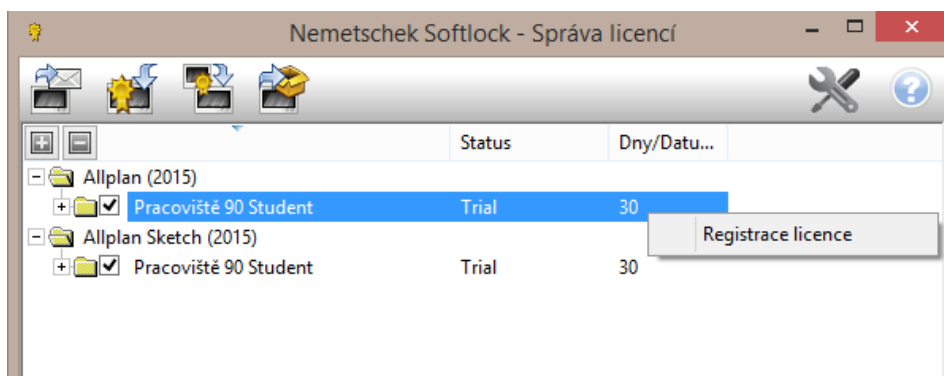 Nemetschek Softlock - Správa licencí
Status Dny/Datu...
Allplan (2015)
Pracoviště 90 Student Trial 30
Registrace licence
Allplan Sketch (2015)
Pracoviště 90 Student Trial 30